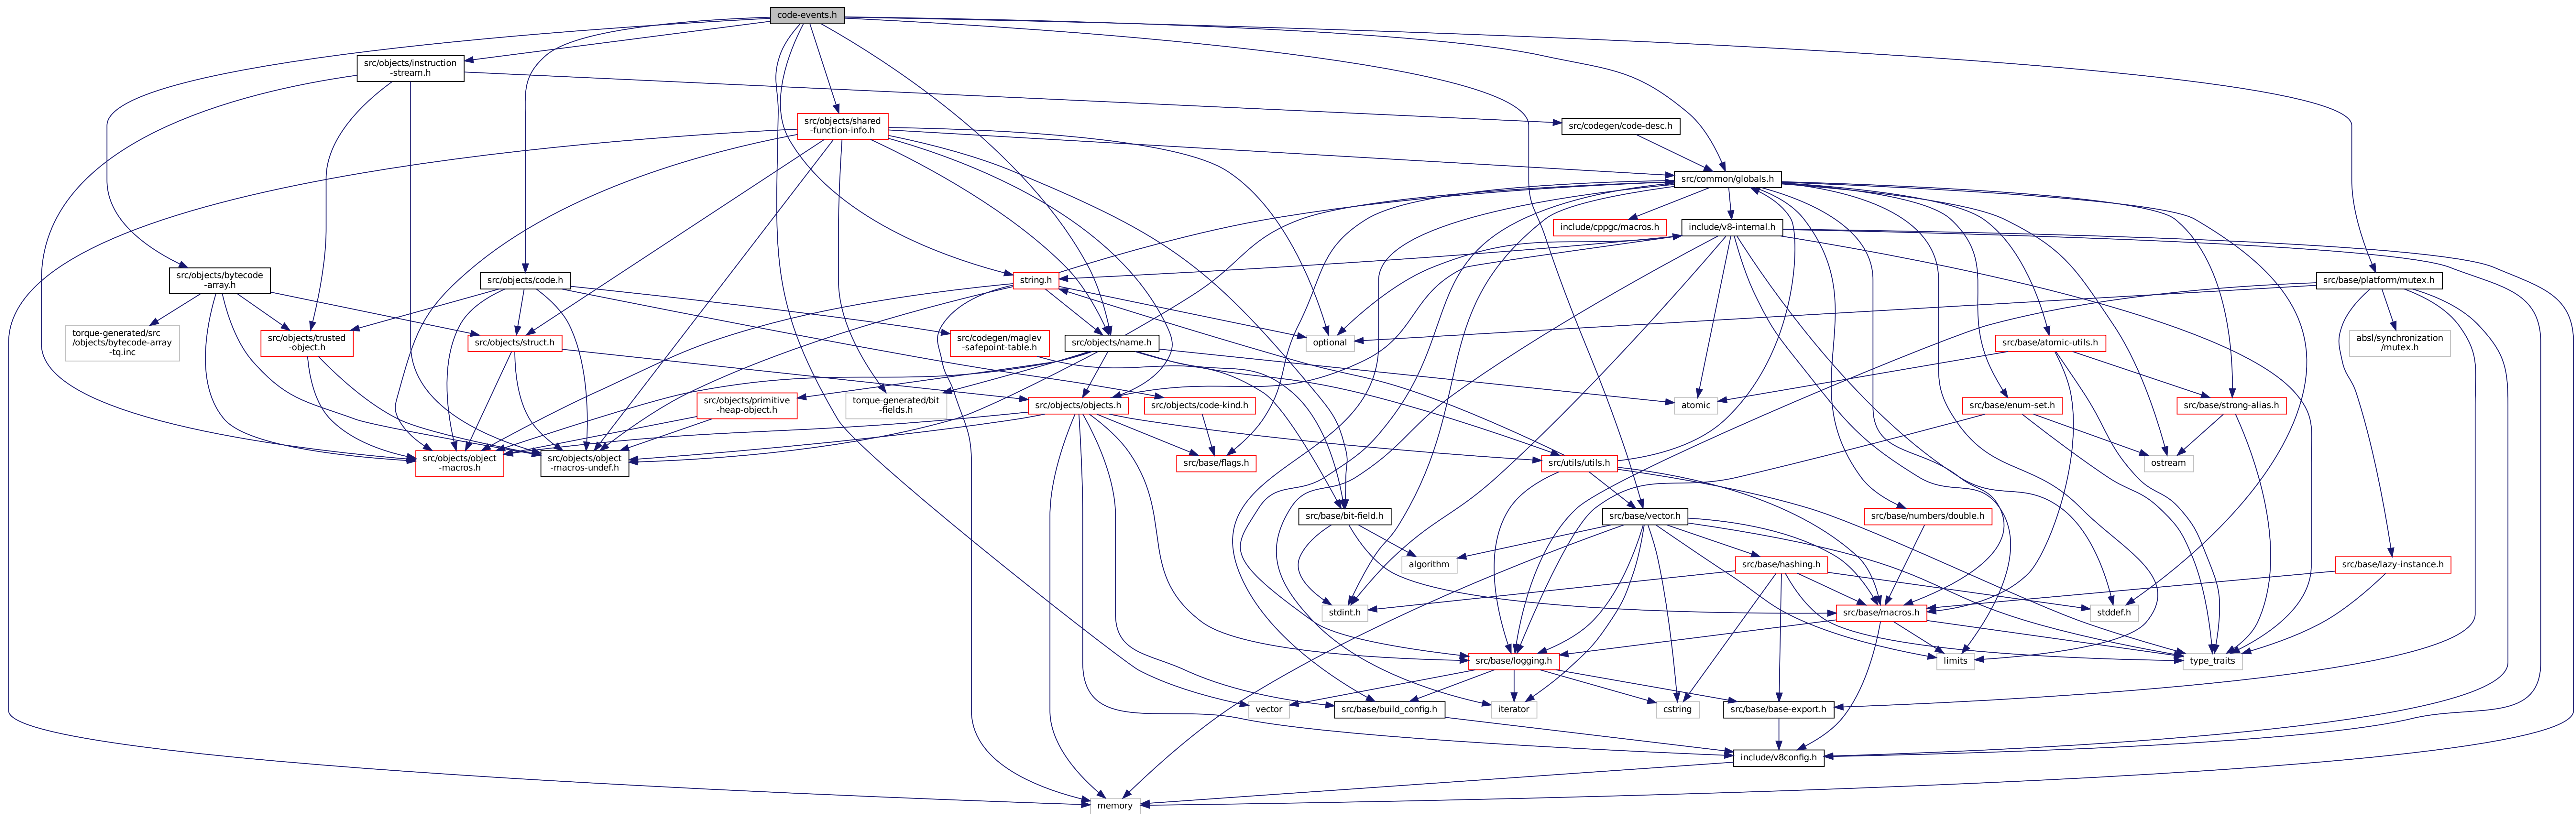 code-events.h
src/objects/instruction
-stream.h
src/objects/shared
-function-info.h
src/codegen/code-desc.h
src/common/globals.h
include/cppgc/macros.h
include/v8-internal.h
src/objects/bytecode
-array.h
src/objects/code.h
string.h
src/base/platform/mutex.h
torque-generated/src
/objects/bytecode-array
-tq.inc
src/objects/trusted
-object.h
src/objects/struct.h
src/codegen/maglev
-safepoint-table.h
src/objects/name.h
optional
src/base/atomic-utils.h
absl/synchronization
/mutex.h
src/objects/primitive
-heap-object.h
torque-generated/bit
-fields.h
src/objects/objects.h
src/objects/code-kind.h
atomic
src/base/enum-set.h
src/base/strong-alias.h
src/objects/object
-macros.h
src/objects/object
-macros-undef.h
src/base/flags.h
src/utils/utils.h
ostream
src/base/bit-field.h
src/base/vector.h
src/base/numbers/double.h
algorithm
src/base/hashing.h
src/base/lazy-instance.h
stdint.h
src/base/macros.h
stddef.h
src/base/logging.h
limits
type_traits
vector
src/base/build_config.h
iterator
cstring
src/base/base-export.h
include/v8config.h
memory